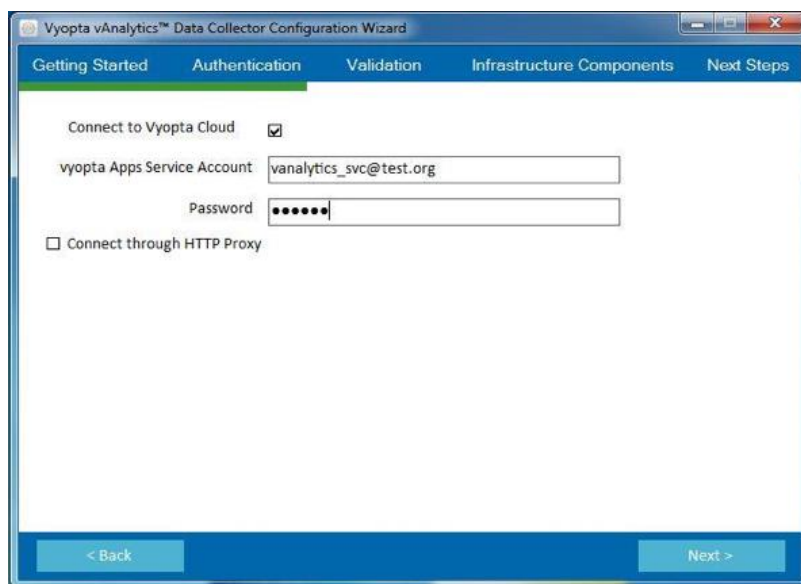 Vyopta vAnalytics™ Data Collector Configuration Wizard
Getting Started Authentication Validation Infrastructure Components Next Steps
Connect to Vyopta Cloud
vyopta Apps Service Account vanalytics_svc@test.org
Password ••••••
Connect through HTTP Proxy
< Back Next >